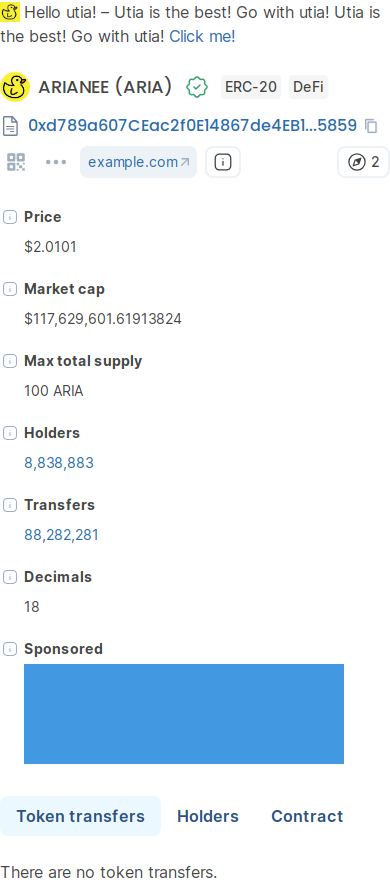 Hello utia! – Utia is the best! Go with utia! Utia is
the best! Go with utia! Click me!
ARIANEE (ARIA) ERC-20 DeFi
0xd789a607CEac2f0E14867de4EB1...5859
example.com 2
Price
$2.0101
Market cap
$117,629,601.61913824
Max total supply
100 ARIA
Holders
8,838,883
Transfers
88,282,281
Decimals
18
Sponsored
Token transfers Holders Contract
There are no token transfers.